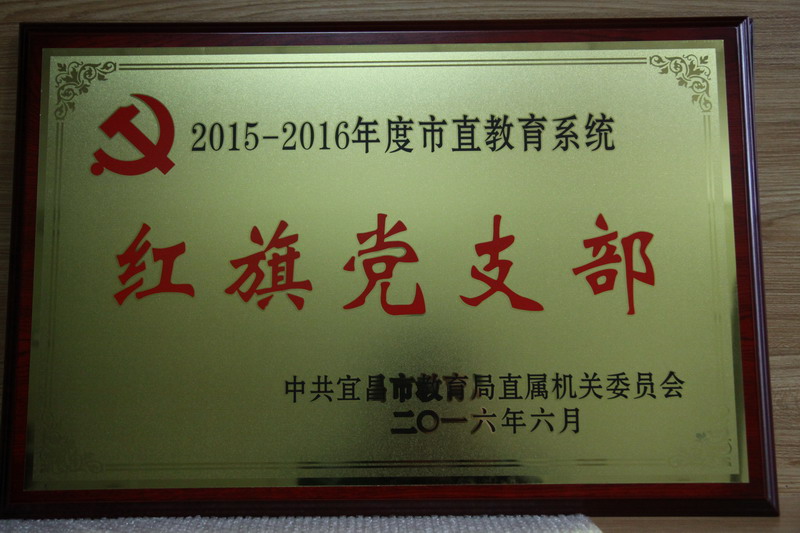 2015-2016年度市直教育系统
红旗党支部
中共宜昌市教育局直属机关委员会
二〇一六年六月